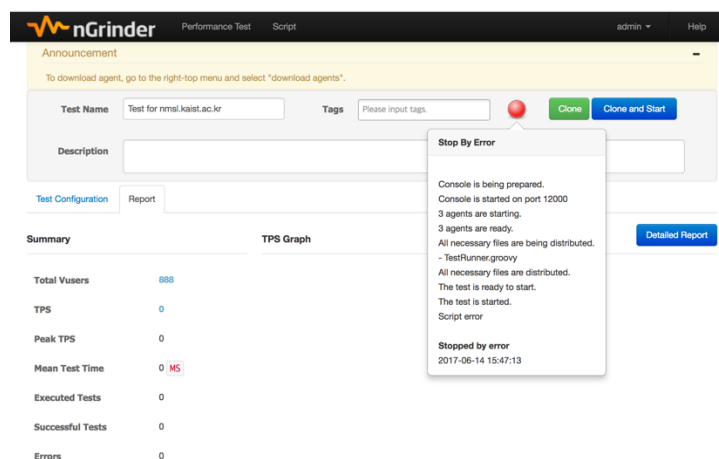 nGrinder Performance Test Script admin Help
Announcement
To download agent, go to the right-top menu and select "download agents".
Test Name Test for nmsl.kaist.ac.kr Tags Please input tags. Clone Clone and Start
Stop By Error
Description
Console is being prepared.
Console is started on port 12000
3 agents are starting.
3 agents are ready.
All necessary files are being distributed.
- TestRunner.groovy
All necessary files are distributed.
The test is ready to start.
The test is started.
Script error
Stopped by error
2017-06-14 15:47:13
Test Configuration Report
Summary TPS Graph Detailed Report
Total Vusers 888
TPS 0
Peak TPS 0
Mean Test Time 0 MS
Executed Tests 0
Successful Tests 0
Errors 0